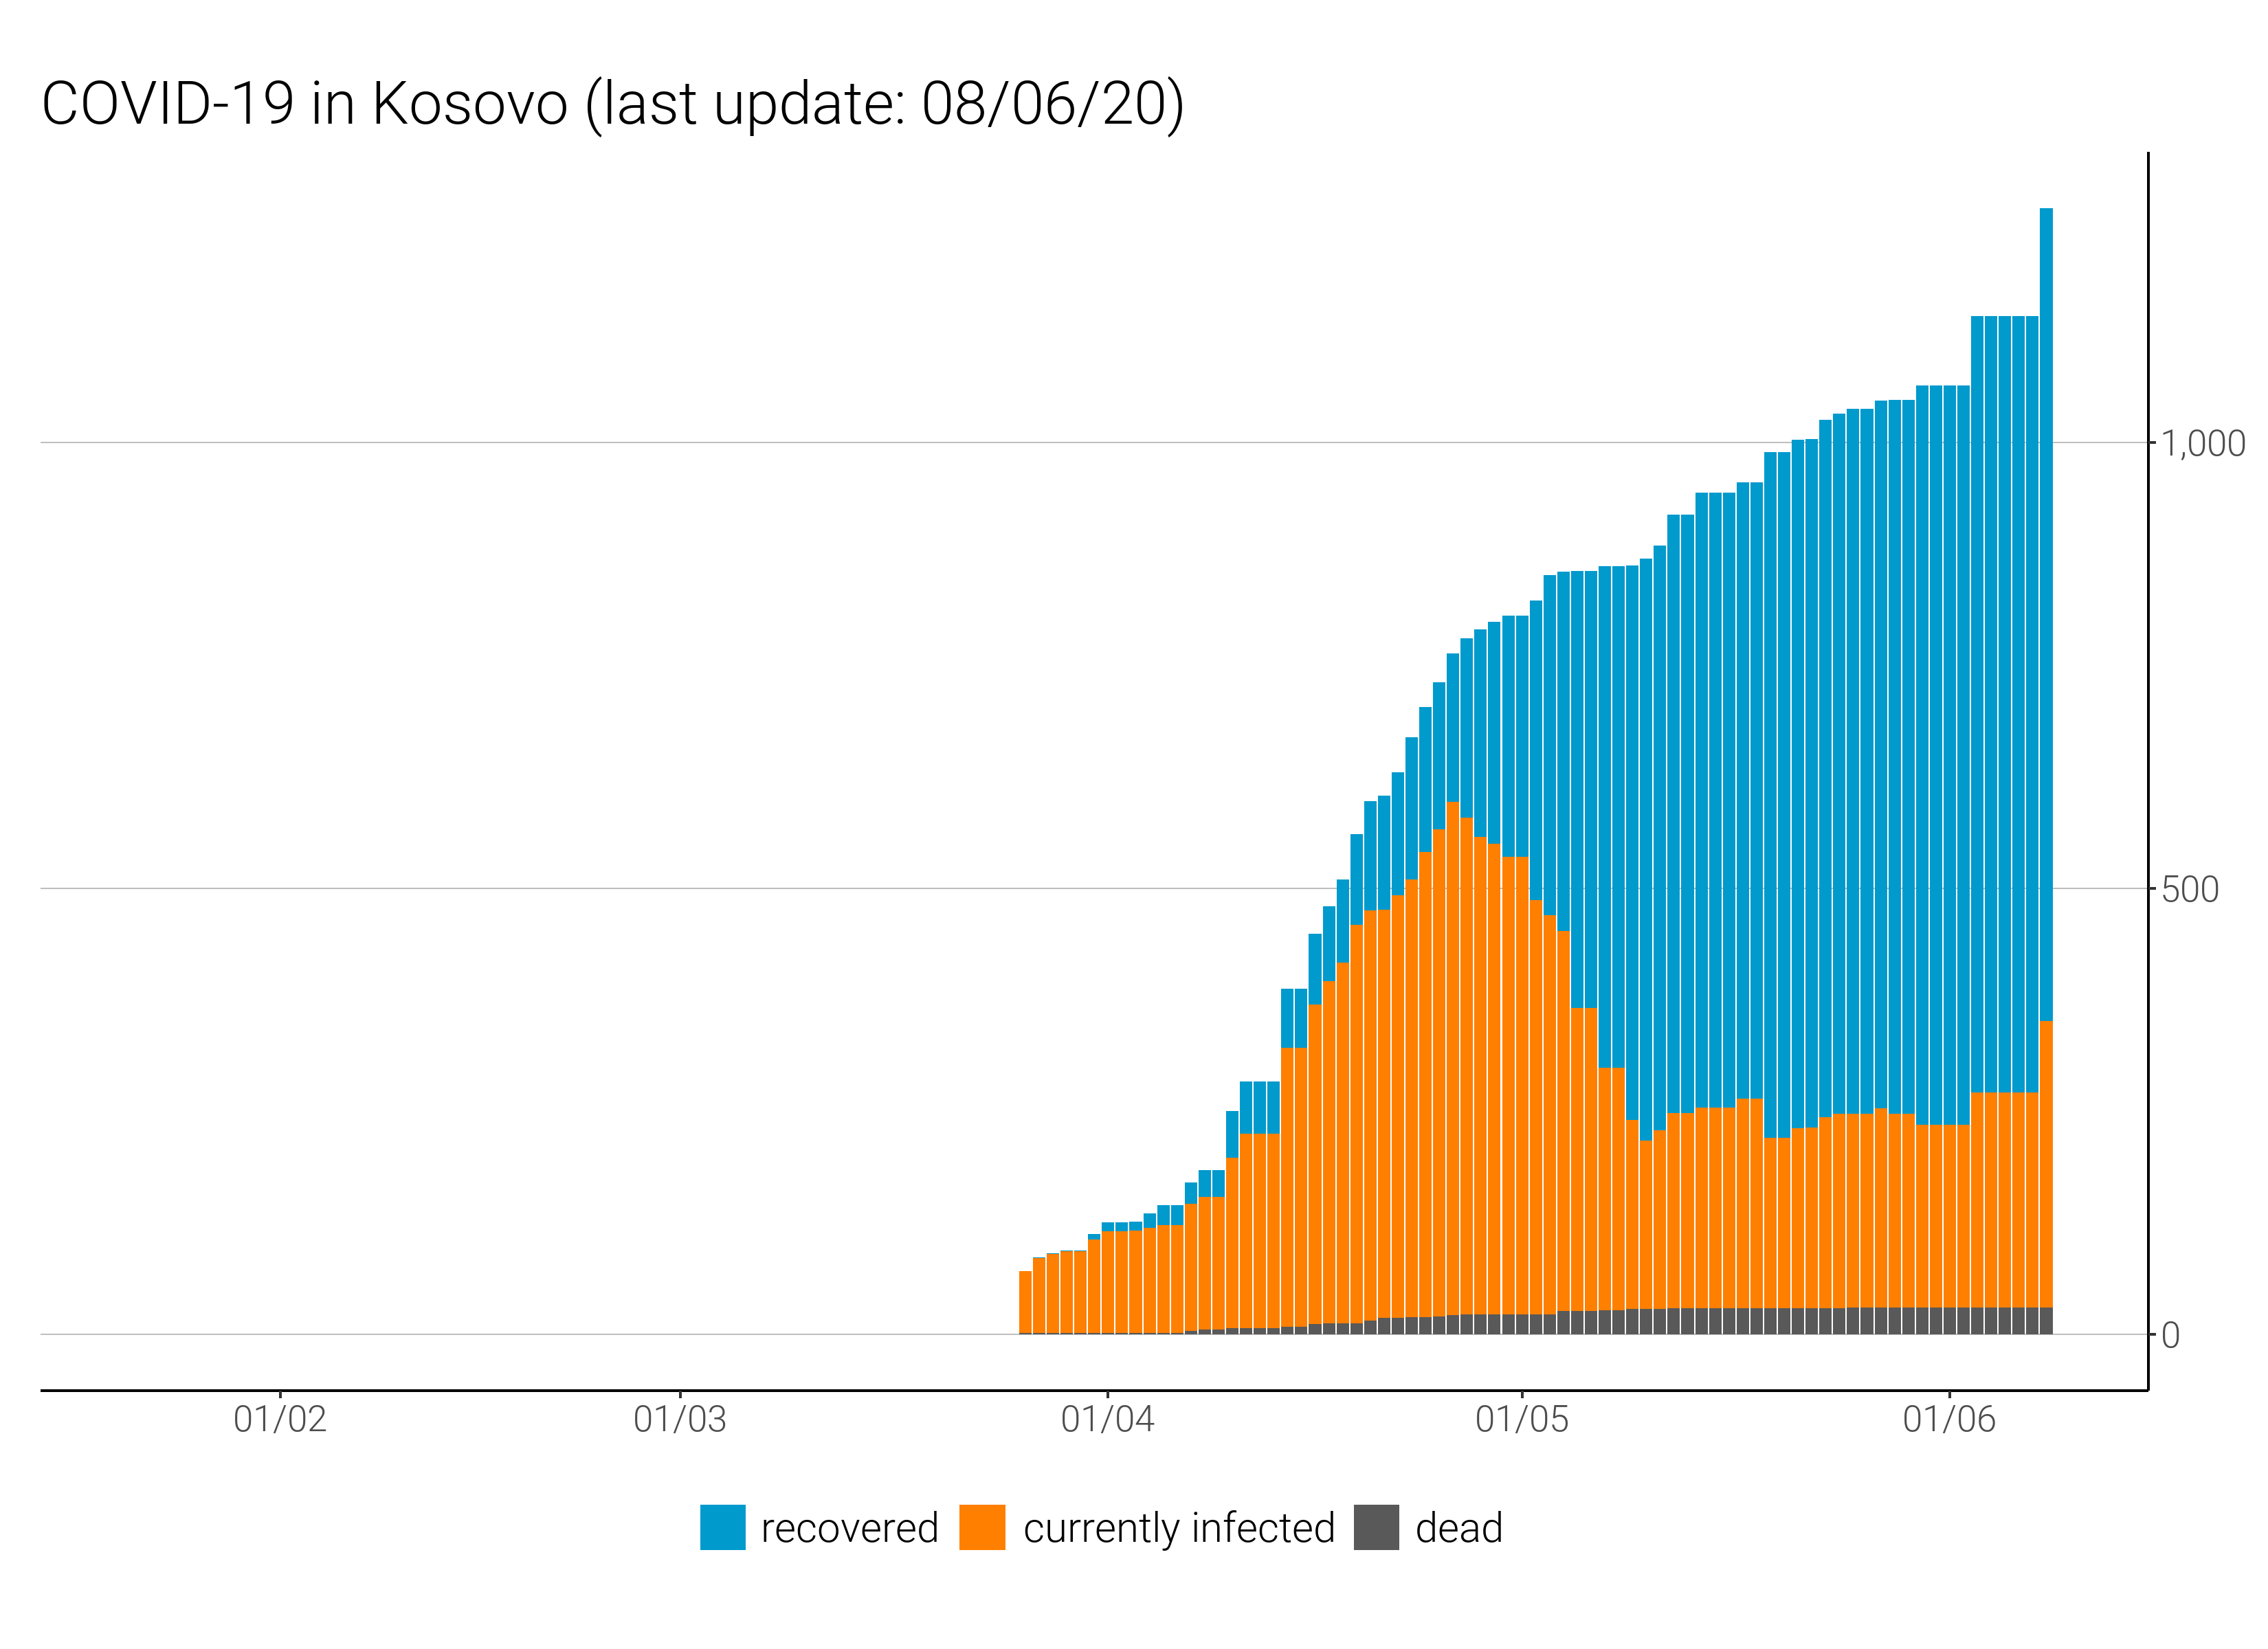 COVID-19 in Kosovo (last update: 08/06/20)
1,000
500
0
01/02 01/03 01/04 01/05 01/06
recovered currently infected dead